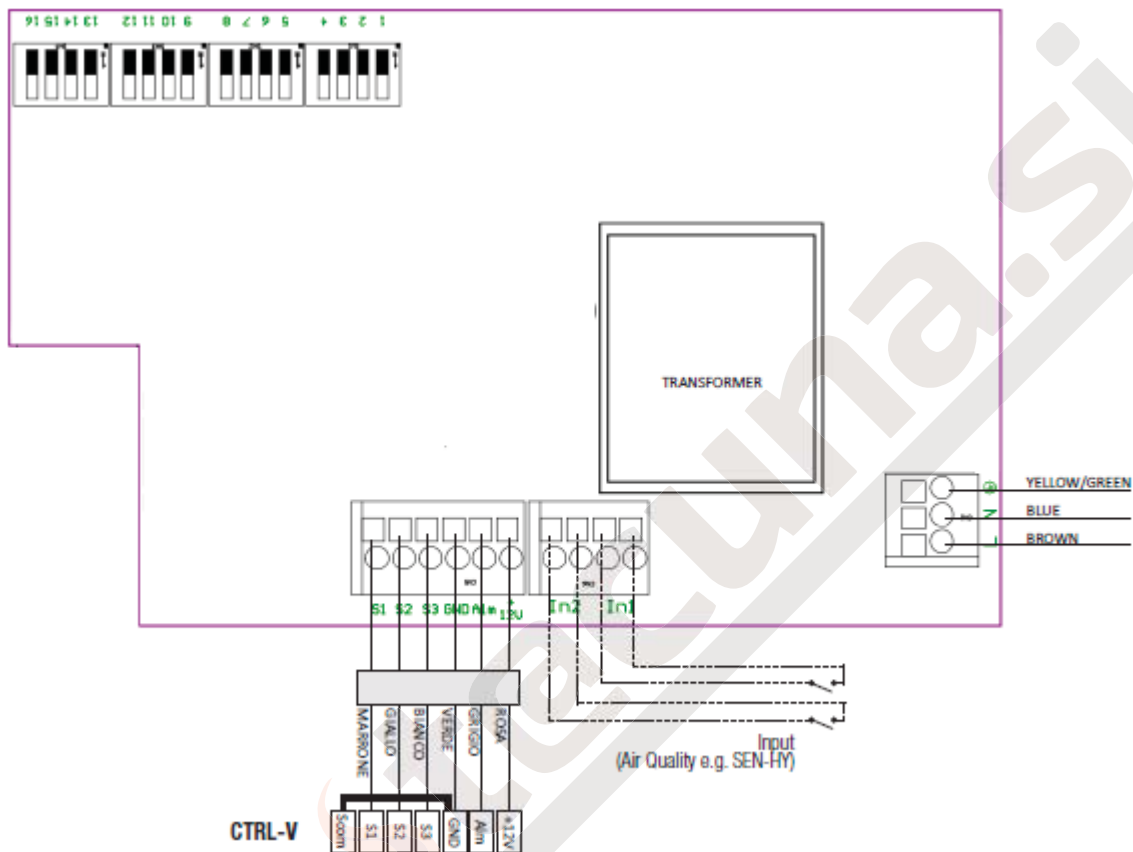 16 15 14 13 12 11 10 9 8 7 6 5 4 3 2 1
TRANSFORMER
YELLOW/GREEN
N BLUE
L BROWN
S1 S2 S3 GND Alm +12V
In2 In1
MARRONE GIALLO BIANCO VERDE GRIGIO ROSA
Input
(Air Quality e.g. SEN-HY)
CTRL-V Scom S1 S2 S3 GND Alm +12V